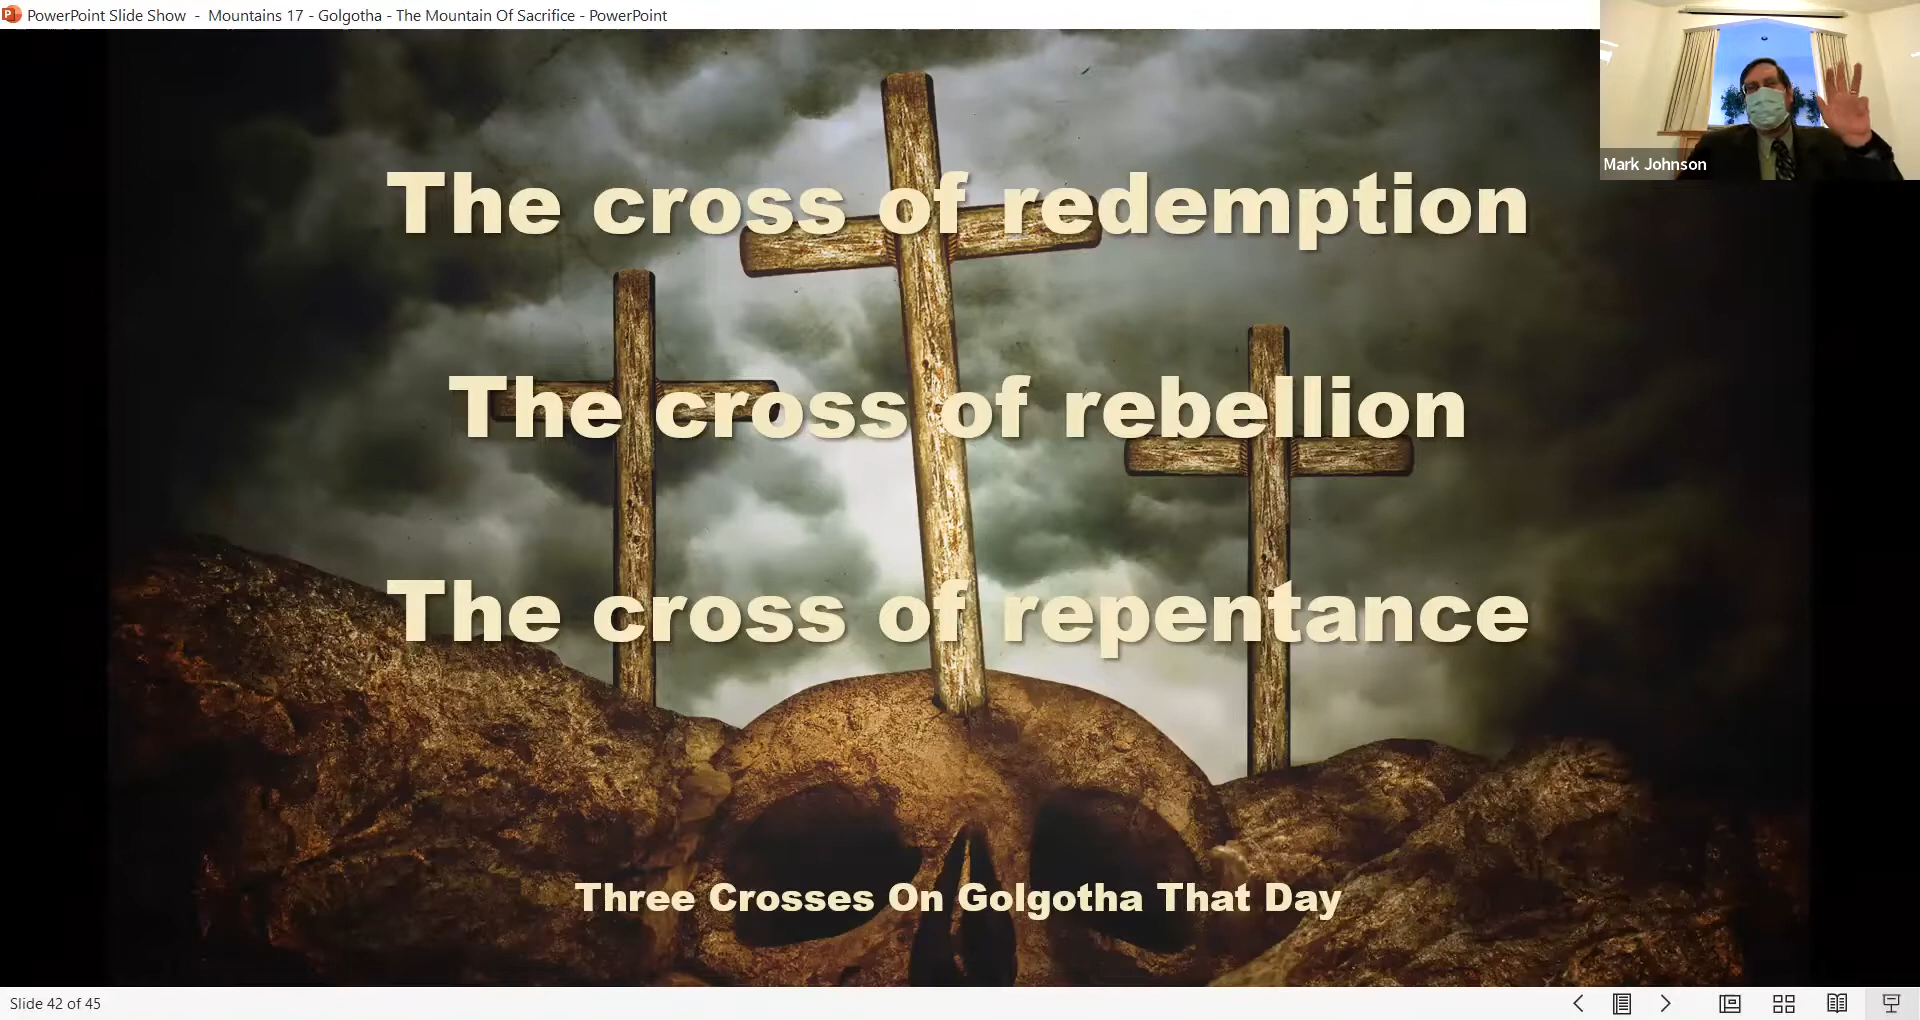 PowerPoint Slide Show - Mountains 17 - Golgotha - The Mountain Of Sacrifice - PowerPoint
Mark Johnson
The cross of redemption
The cross of rebellion
The cross of repentance
Three Crosses On Golgotha That Day
Slide 42 of 45